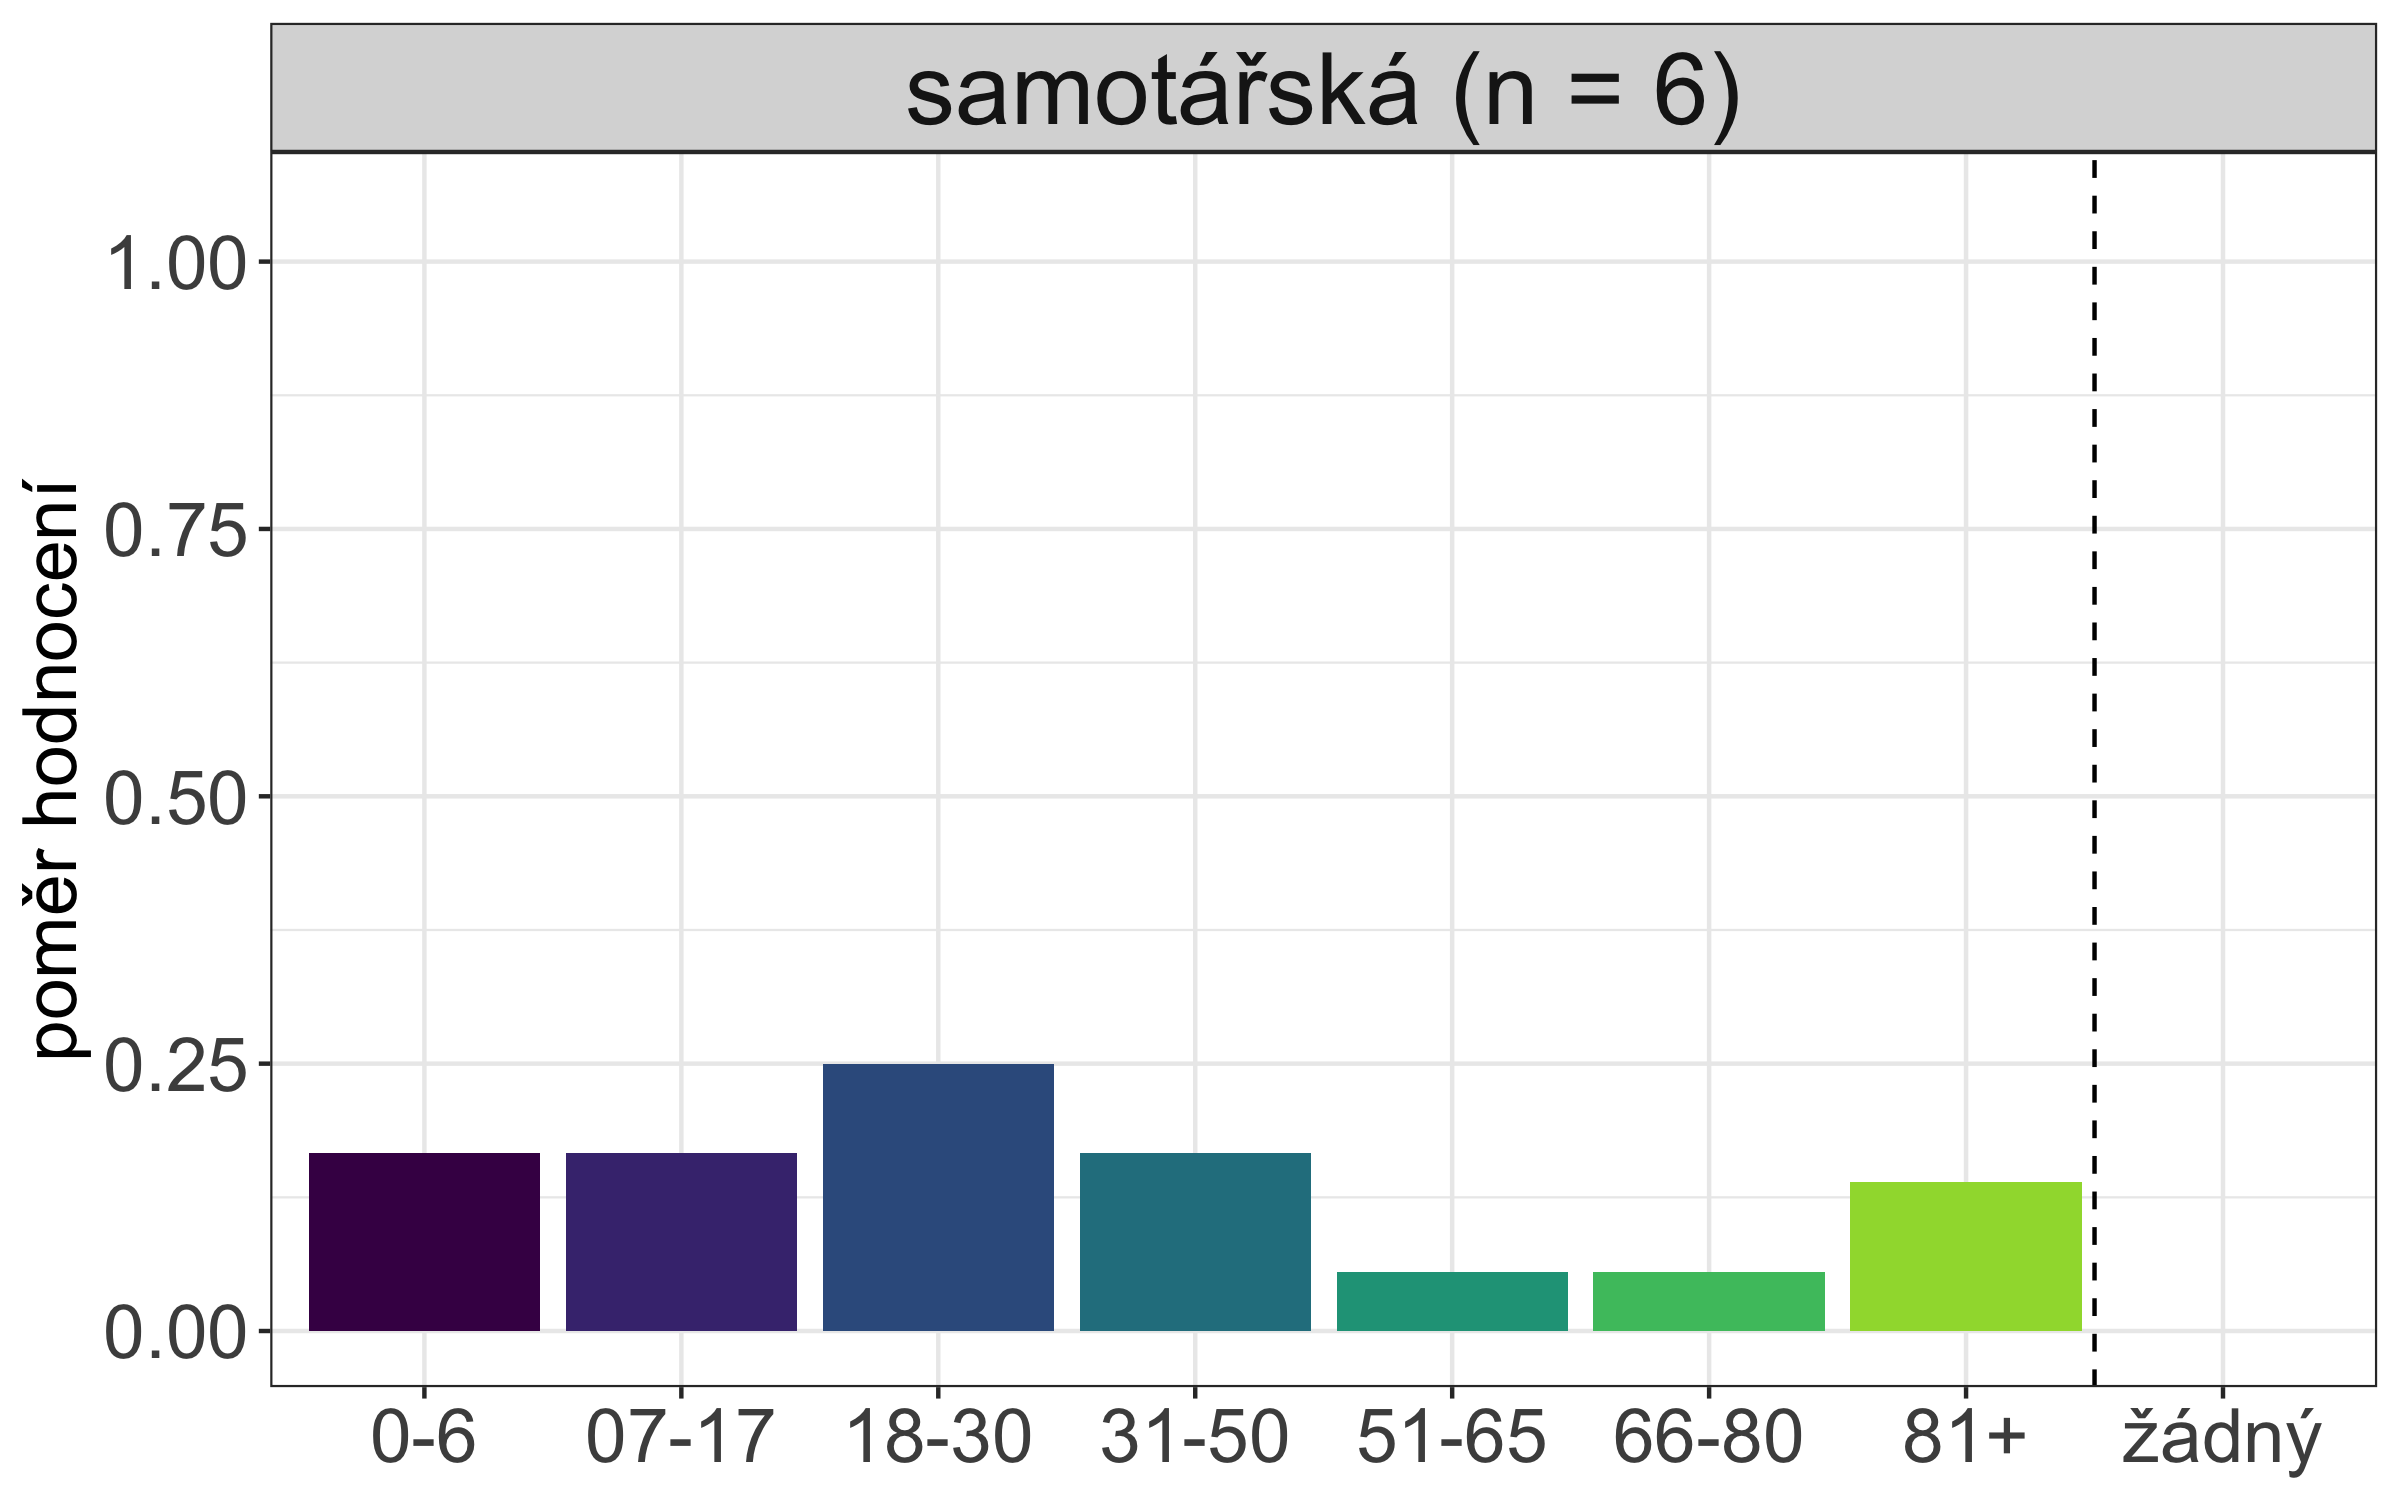 samotářská (n = 6)
poměr hodnocení
1.00
0.75
0.50
0.25
0.00
0-6 07-17 18-30 31-50 51-65 66-80 81+ žádný